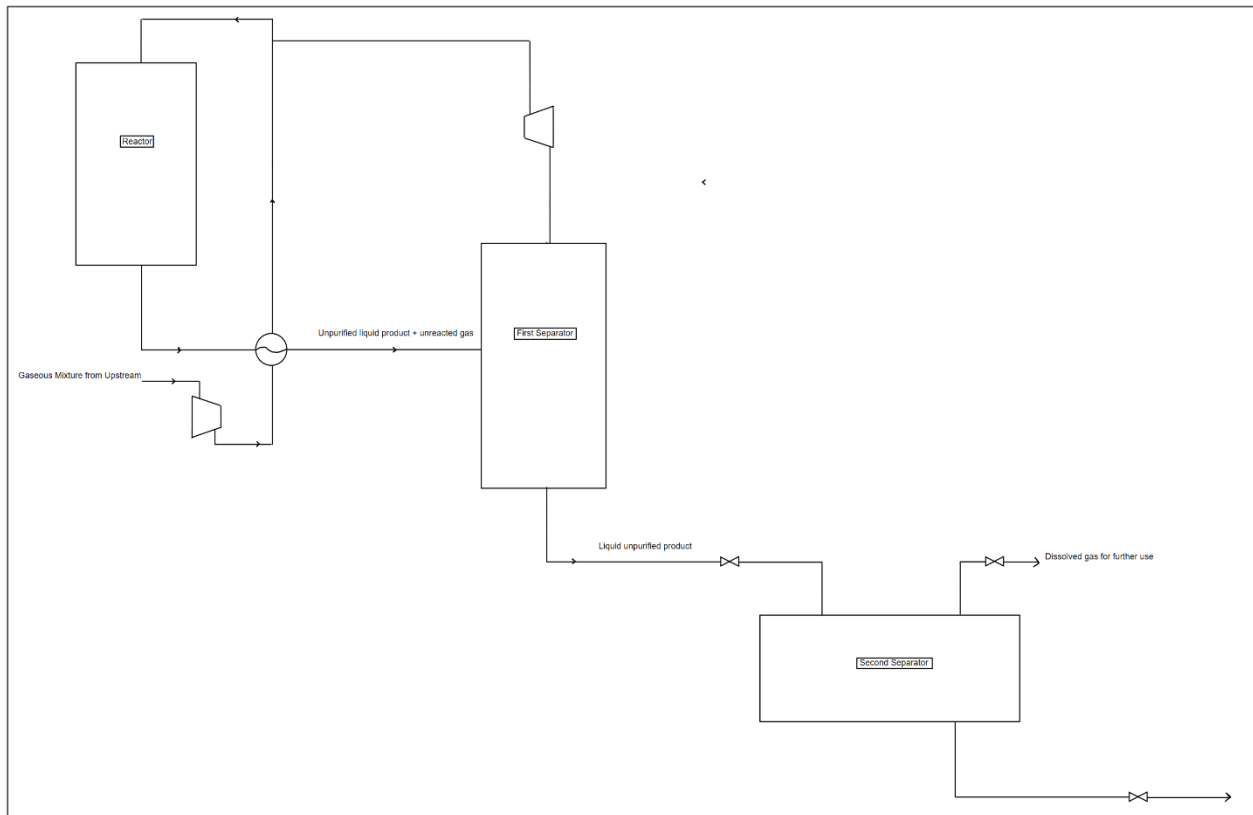 Reactor
Unpurified liquid product + unreacted gas
First Separator
Gaseous Mixture from Upstream
Liquid unpurified product
Dissolved gas for further use
Second Separator